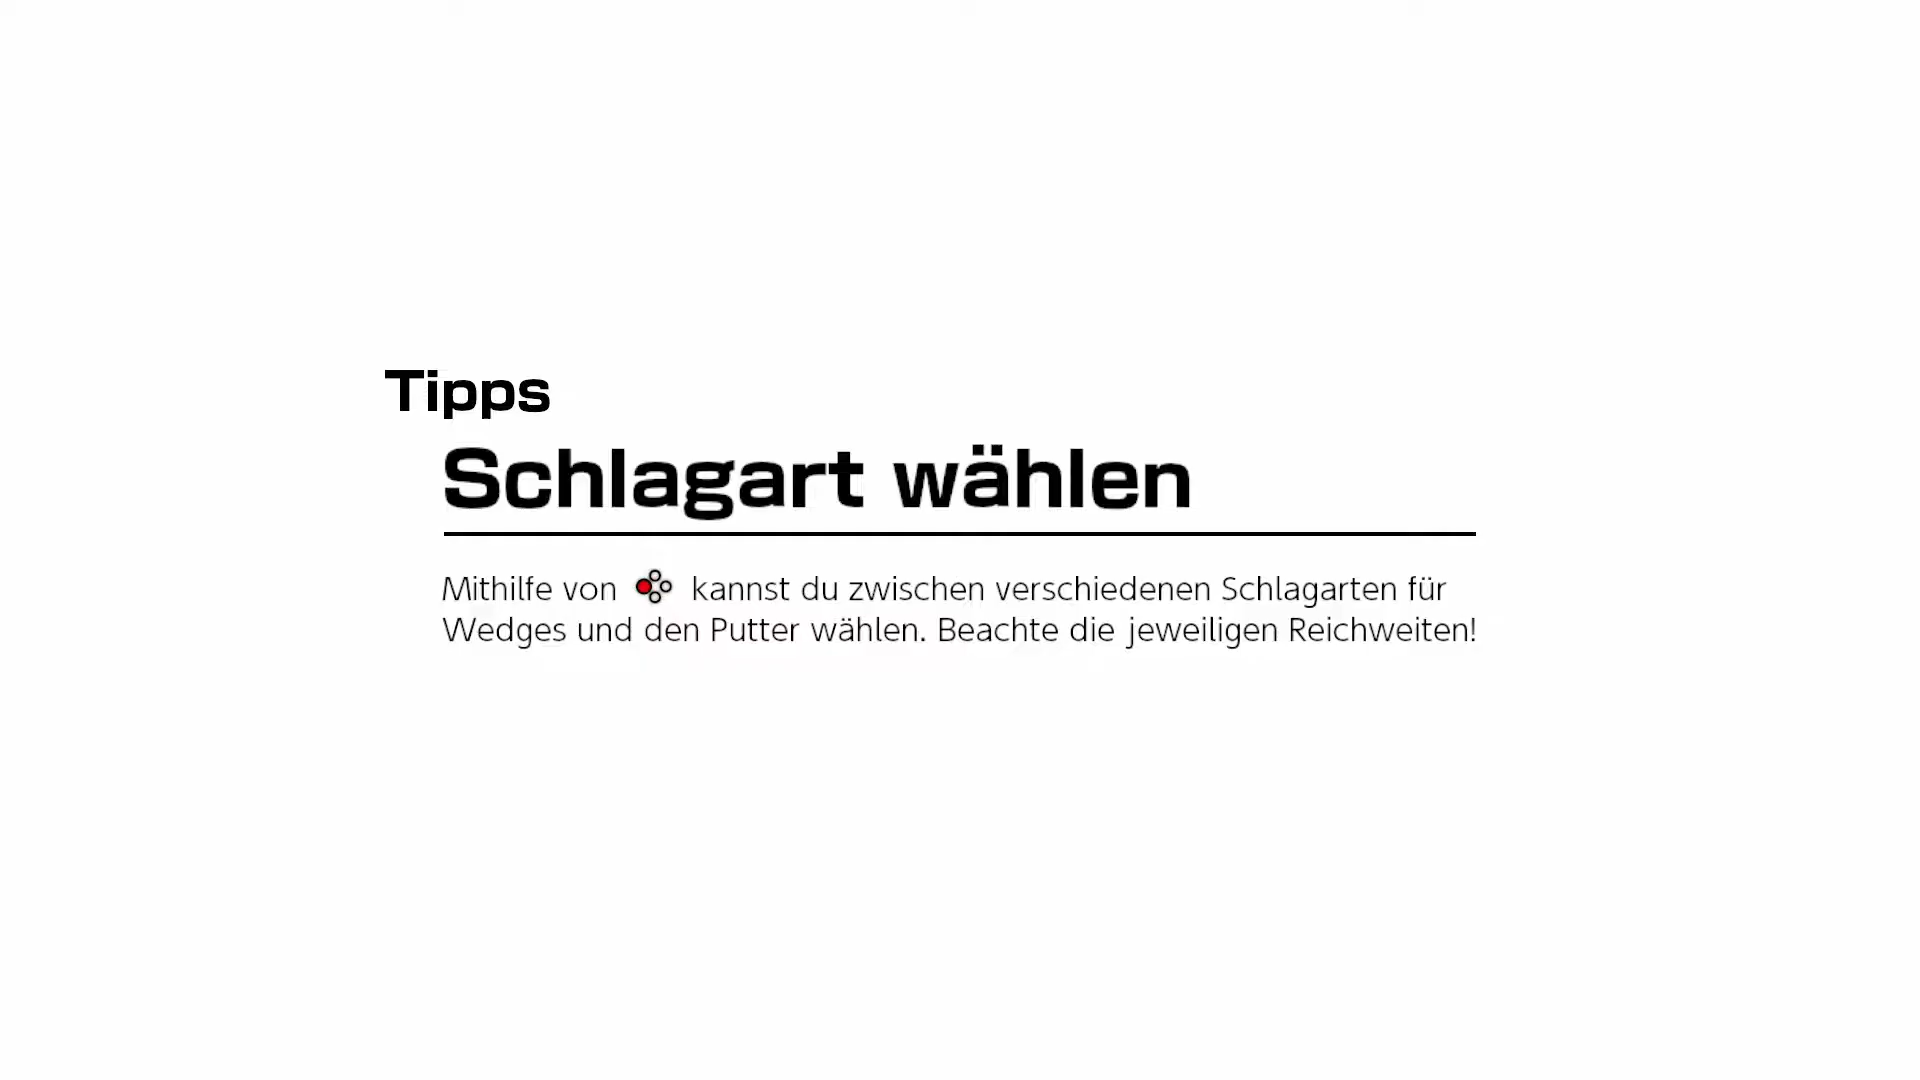 Tipps
Schlagart wählen
Mithilfe von kannst du zwischen verschiedenen Schlagarten für
Wedges und den Putter wählen. Beachte die jeweiligen Reichweiten!